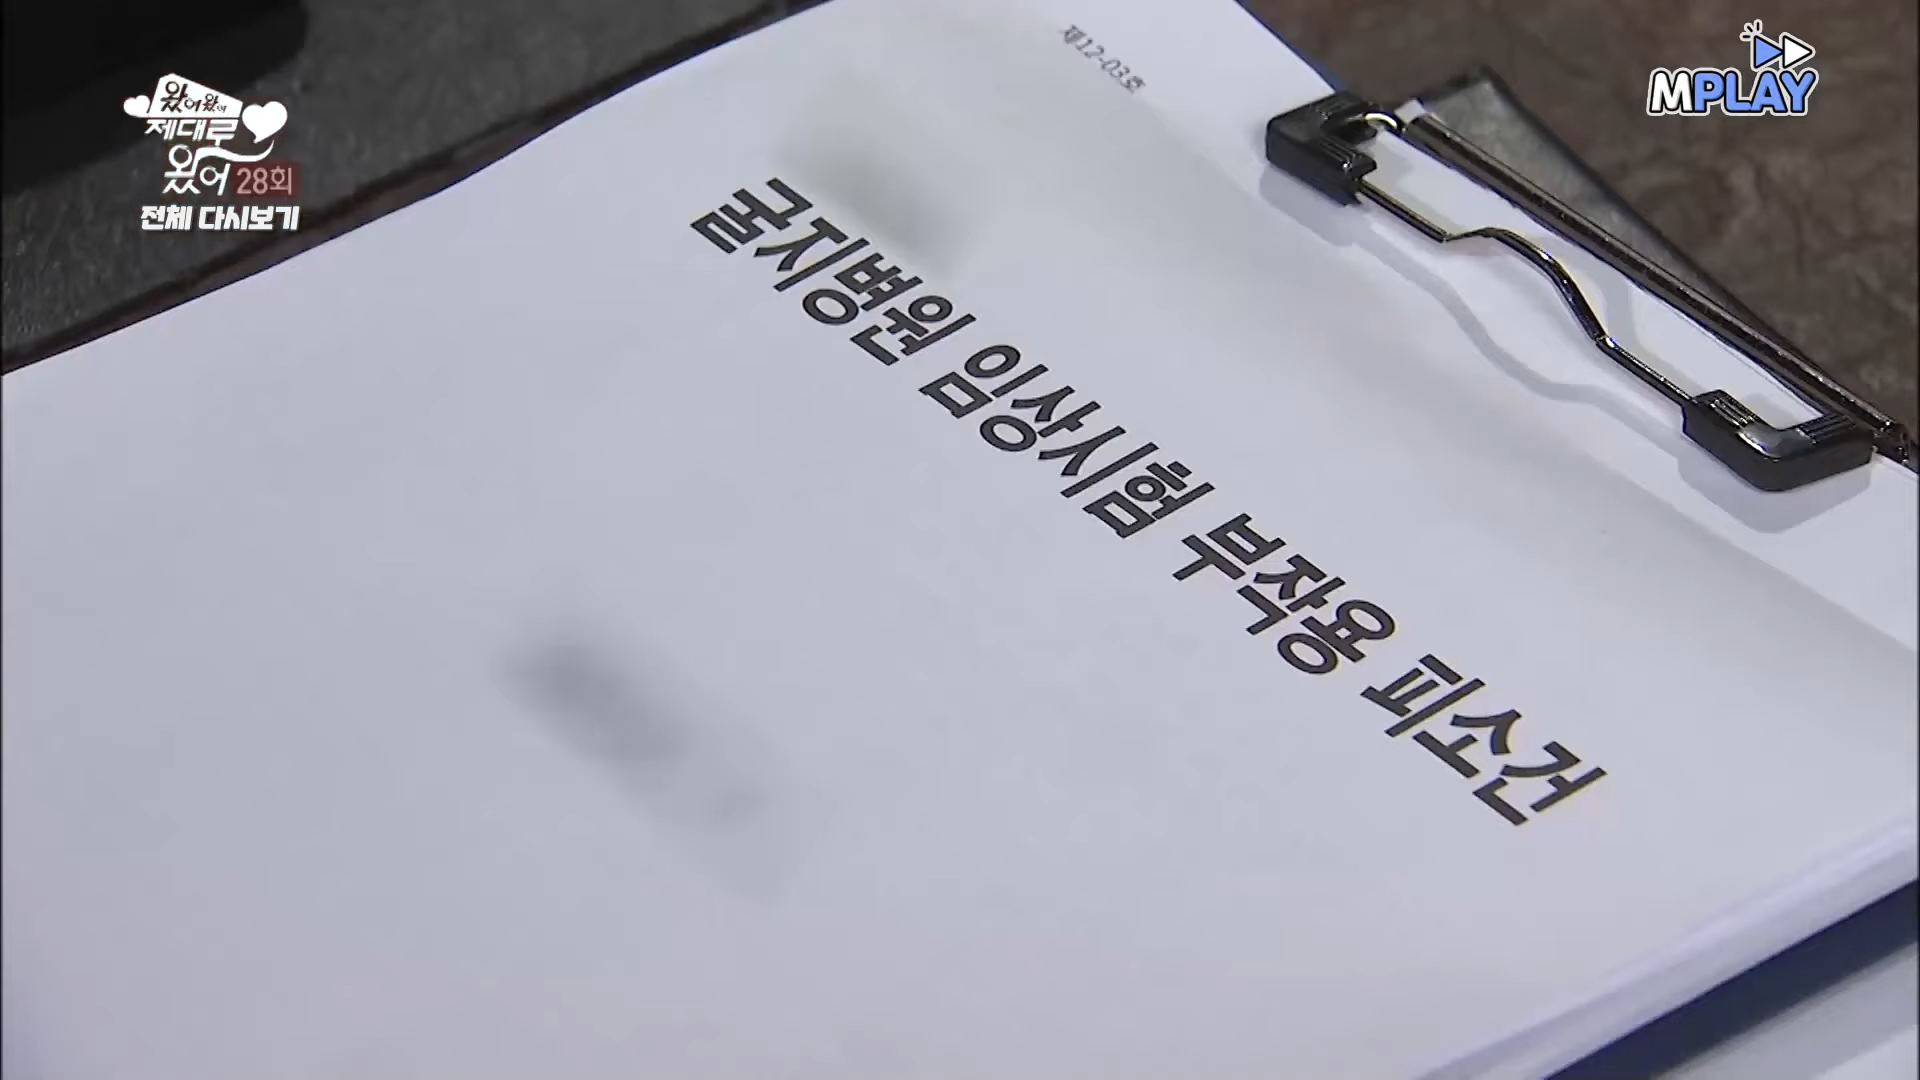 왔어 왔어
제대로
왔어 28회
전체 다시보기
MPLAY
제12-03호
굴지병원 임상시험 부작용 피소건